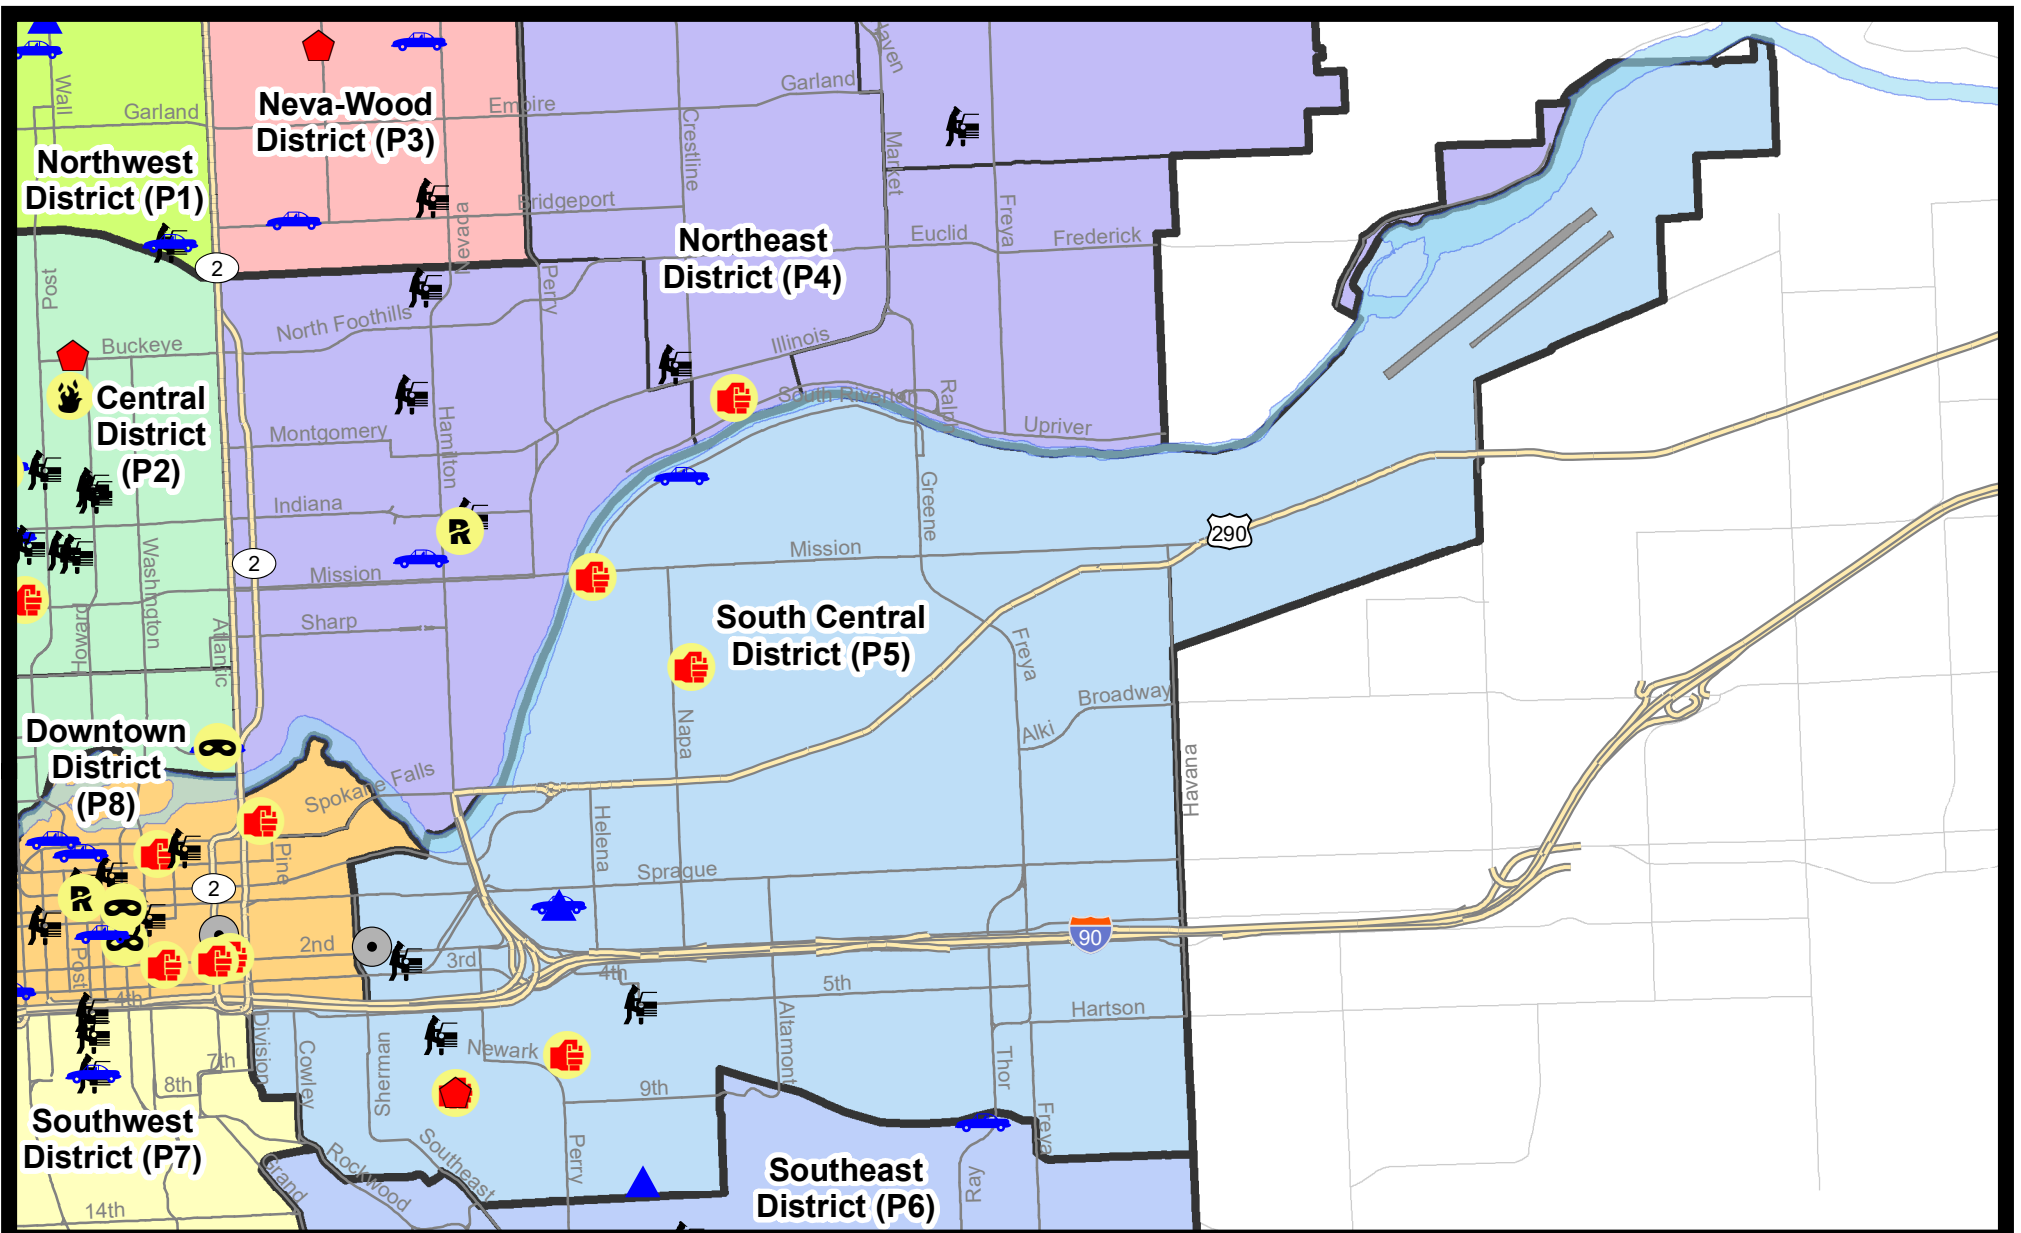 Wall
Garland
Haven
Garland
Empire
Neva-Wood
District (P3)
Crestline
Market
Northwest
District (P1)
Bridgeport
Nevada
Freya
Euclid
Frederick
Northeast
District (P4)
2
Post
Perry
North Foothills
Buckeye
Illinois
Central
District
(P2)
South Riverton
Ralph
Upriver
Montgomery
Hamilton
Indiana
Greene
290
Mission
Mission
2
Washington
Howard
Atlantic
Sharp
South Central
District (P5)
Freya
Napa
Broadway
Alki
Havana
Downtown
District
(P8)
Spokane Falls
Helena
Pine
Sprague
R
R
2
2nd
3rd
4th
90
Post
4th
5th
Altamont
Hartson
Division
Cowley
Sherman
Newark
7th
8th
9th
Thor
Freya
Southwest
District (P7)
Southeast
Perry
Rockwood
Grand
14th
Southeast
District (P6)
Ray